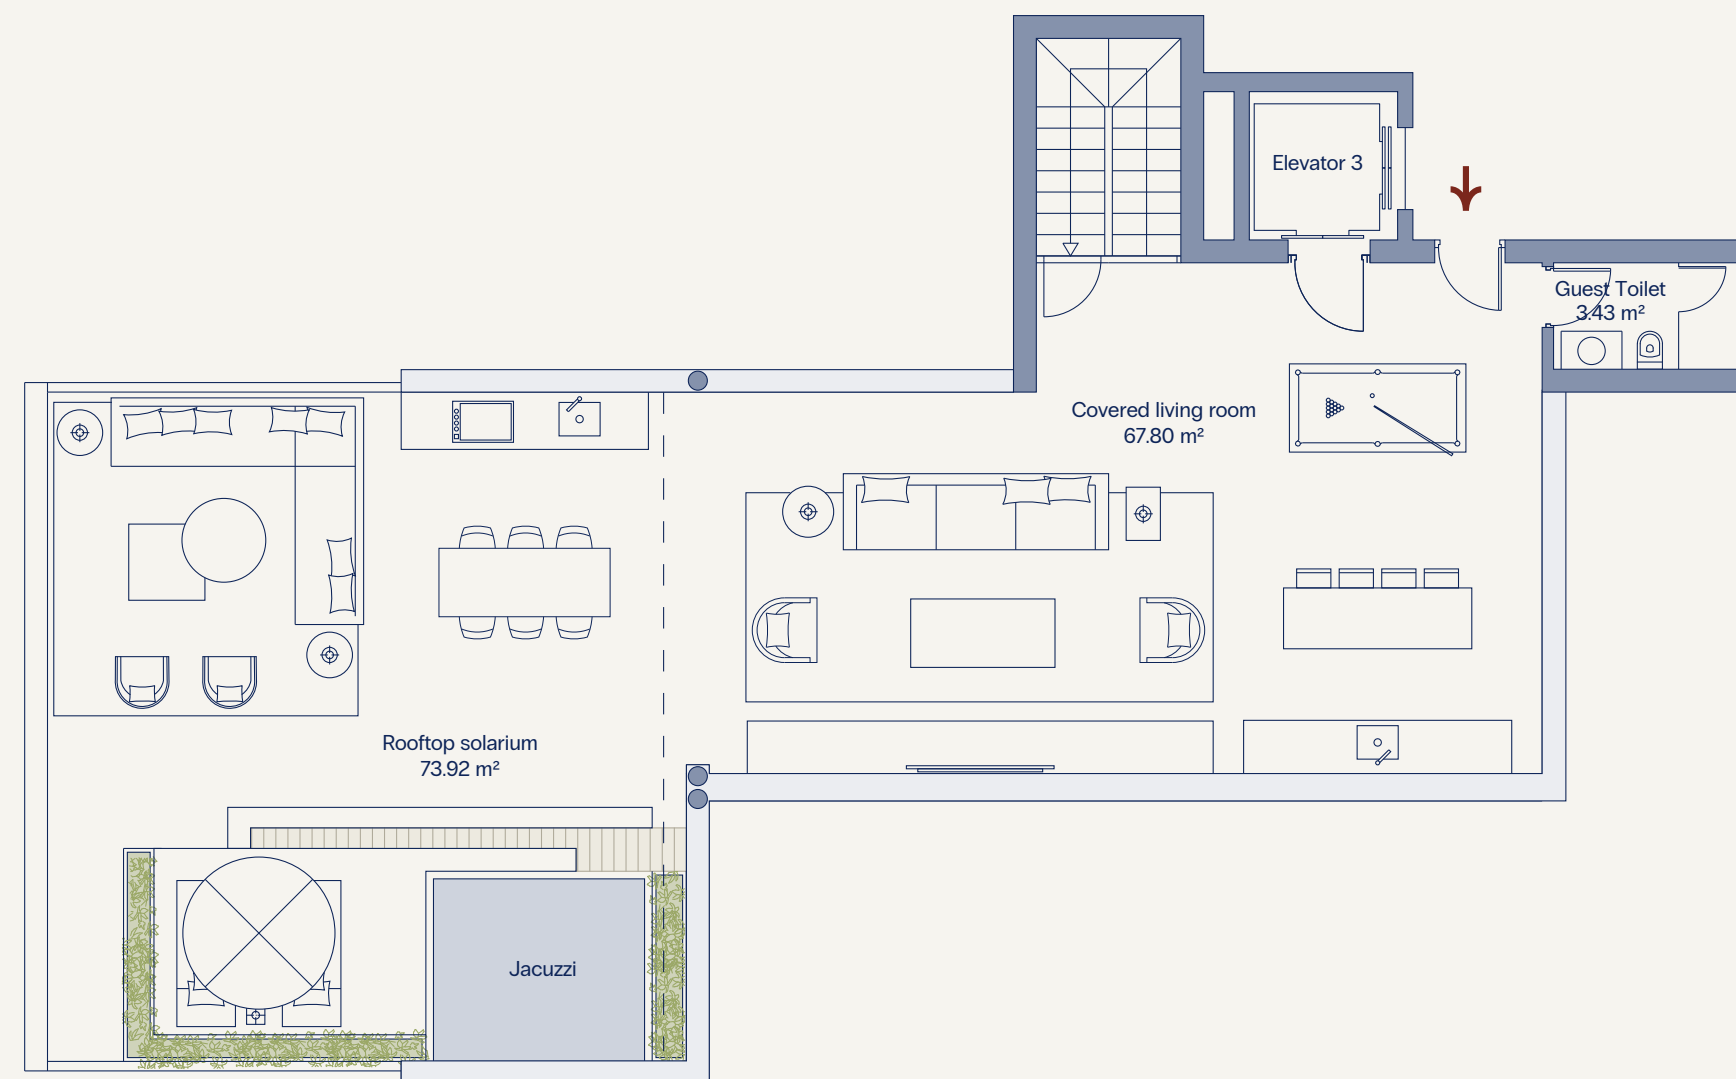 Elevator 3
Guest Toilet
3.43 m²
Covered living room
67.80 m²
Rooftop solarium
73.92 m²
Jacuzzi